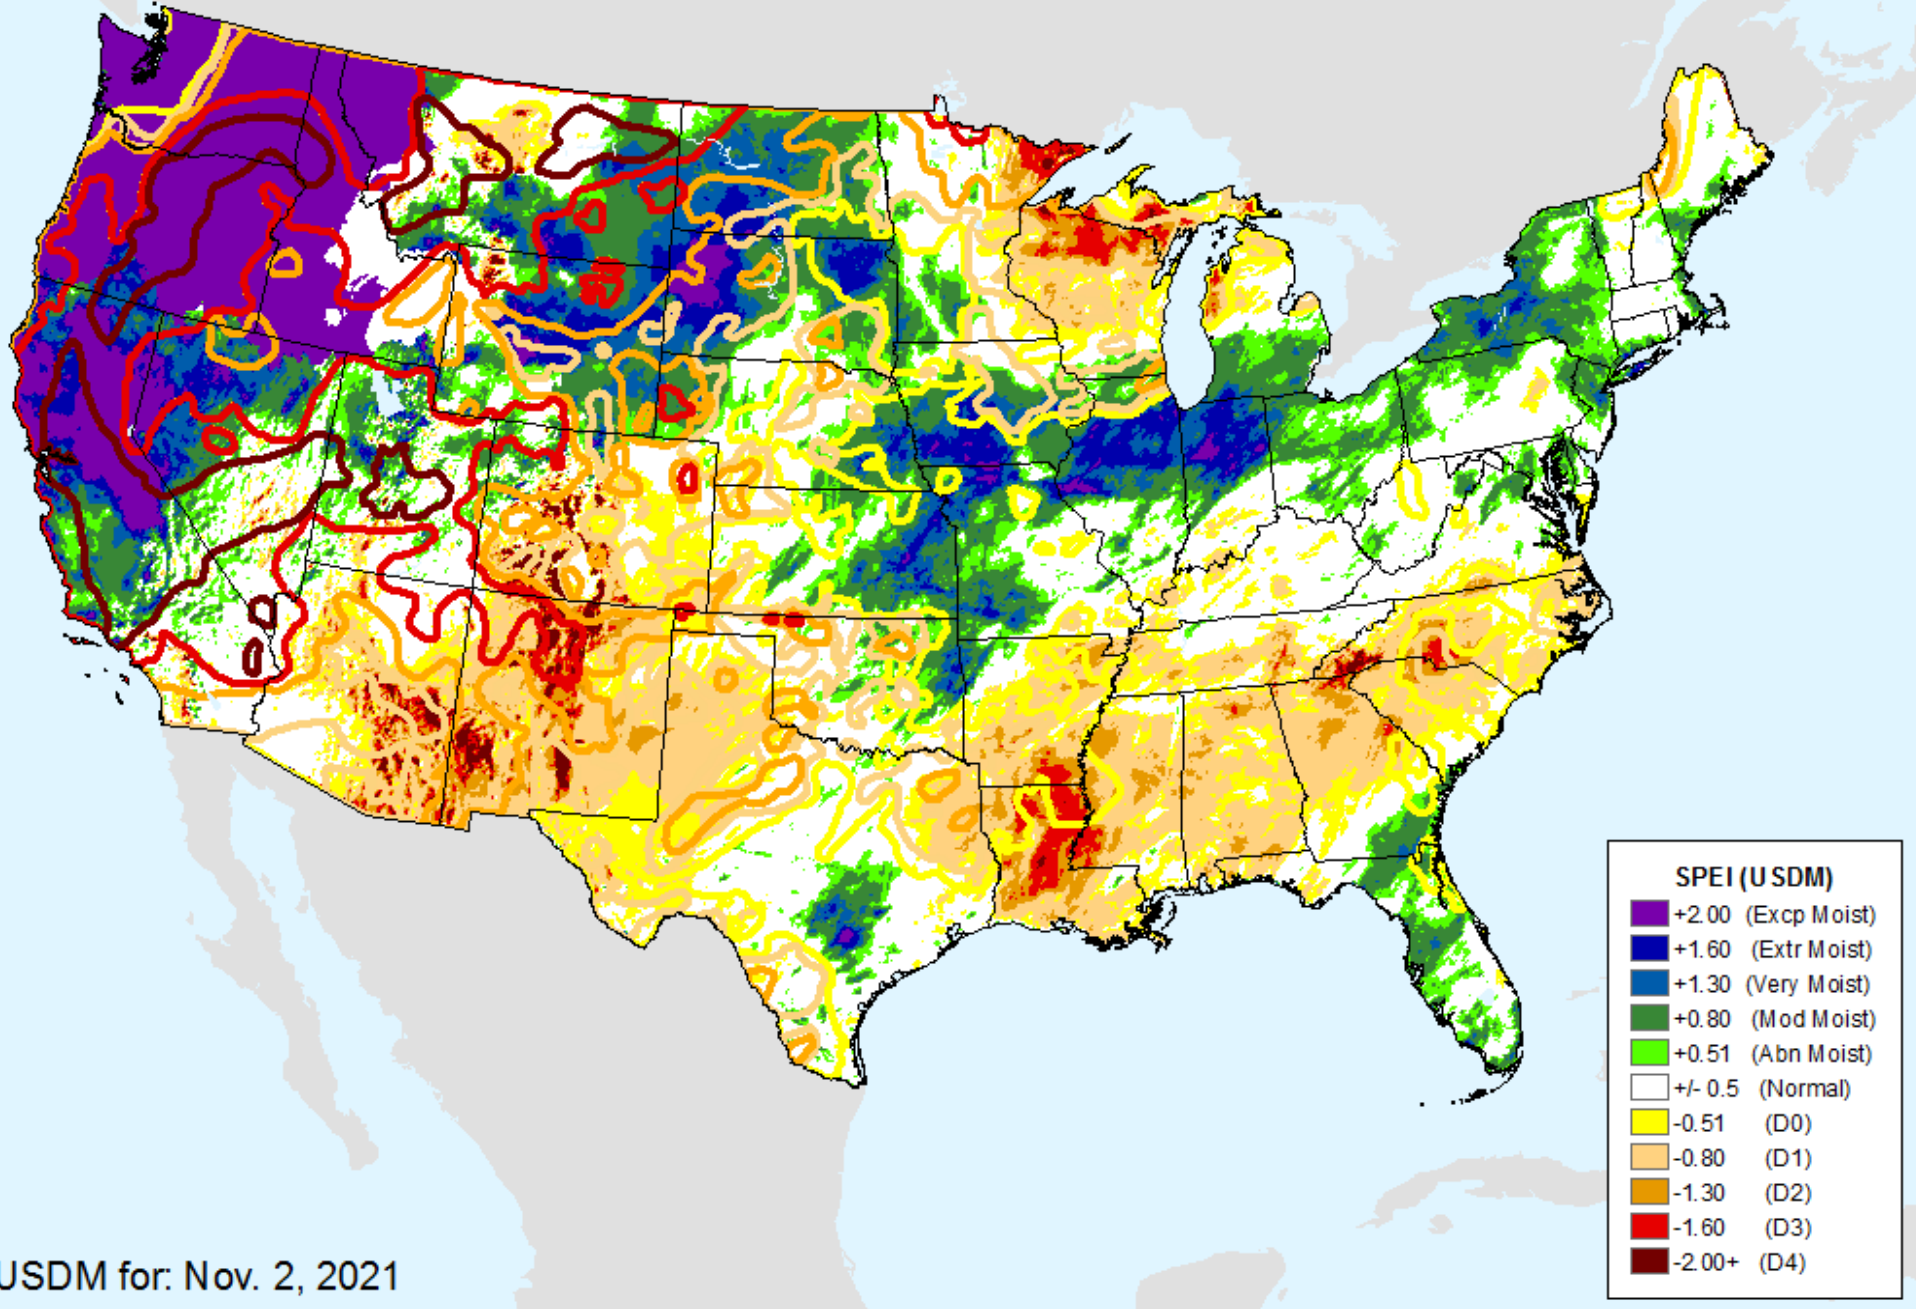 SPEI (USDM)
+2.00 (Excp Moist)
+1.60 (Extr Moist)
+1.30 (Very Moist)
+0.80 (Mod Moist)
+0.51 (Abn Moist)
+/- 0.5 (Normal)
-0.51 (D0)
-0.80 (D1)
-1.30 (D2)
-1.60 (D3)
-2.00+ (D4)
USDM for: Nov. 2, 2021